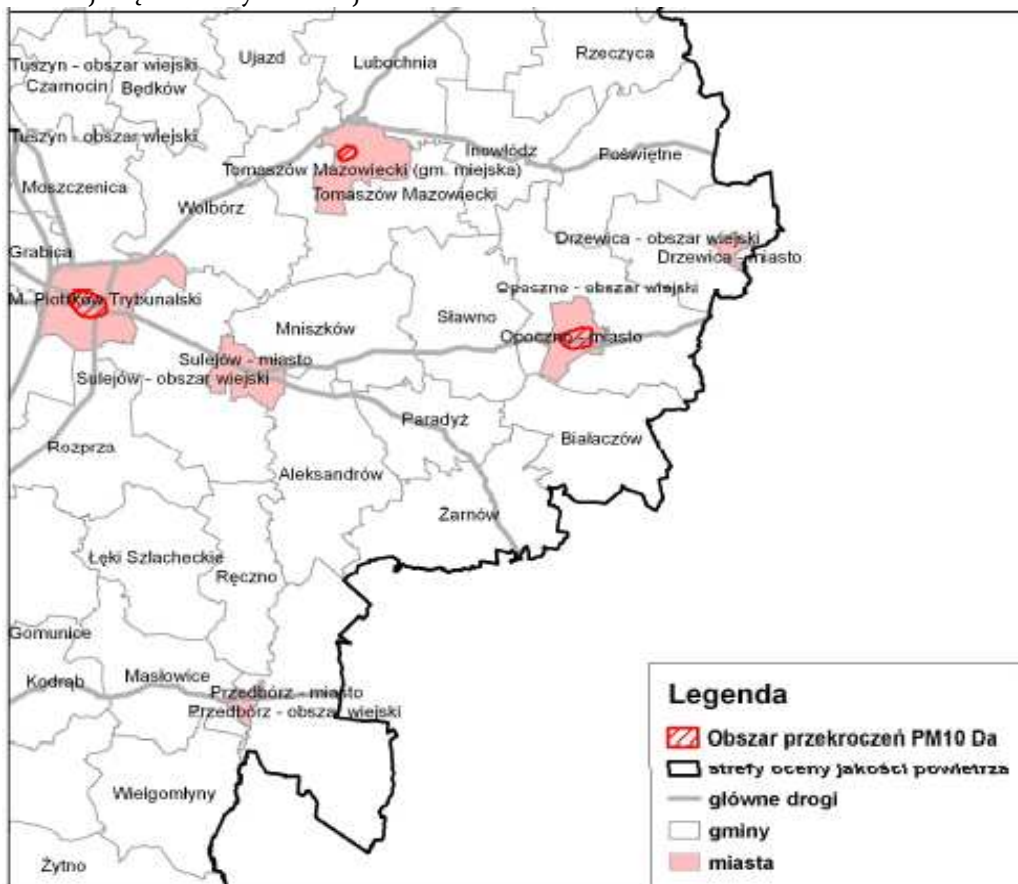 Ujazd
Lubochnia
Rzeczyca
Tuszyn - obszar wiejski
Czarnocin
Będków
Tuszyn - obszar wiejski
Inowłódz
Poświętne
Tomaszów Mazowiecki (gm. miejska)
Moszczenica
Tomaszów Mazowiecki
Wolbórz
Drzewica - obszar wiejski
Grabica
Drzewica - miasto
Opoczno - obszar wiejski
M. Piotrków Trybunalski
Mniszków
Sławno
Opoczno - miasto
Sulejów - miasto
Sulejów - obszar wiejski
Paradyż
Białaczów
Rozprza
Aleksandrów
Żarnów
Łęki Szlacheckie
Ręczno
Gomunice
Kodrąb
Masłowice
Przedbórz - miasto
Przedbórz - obszar wiejski
Wielgomłyny
Żytno
Legenda
Obszar przekroczeń PM10 Da
strefy oceny jakości powietrza
główne drogi
gminy
miasta